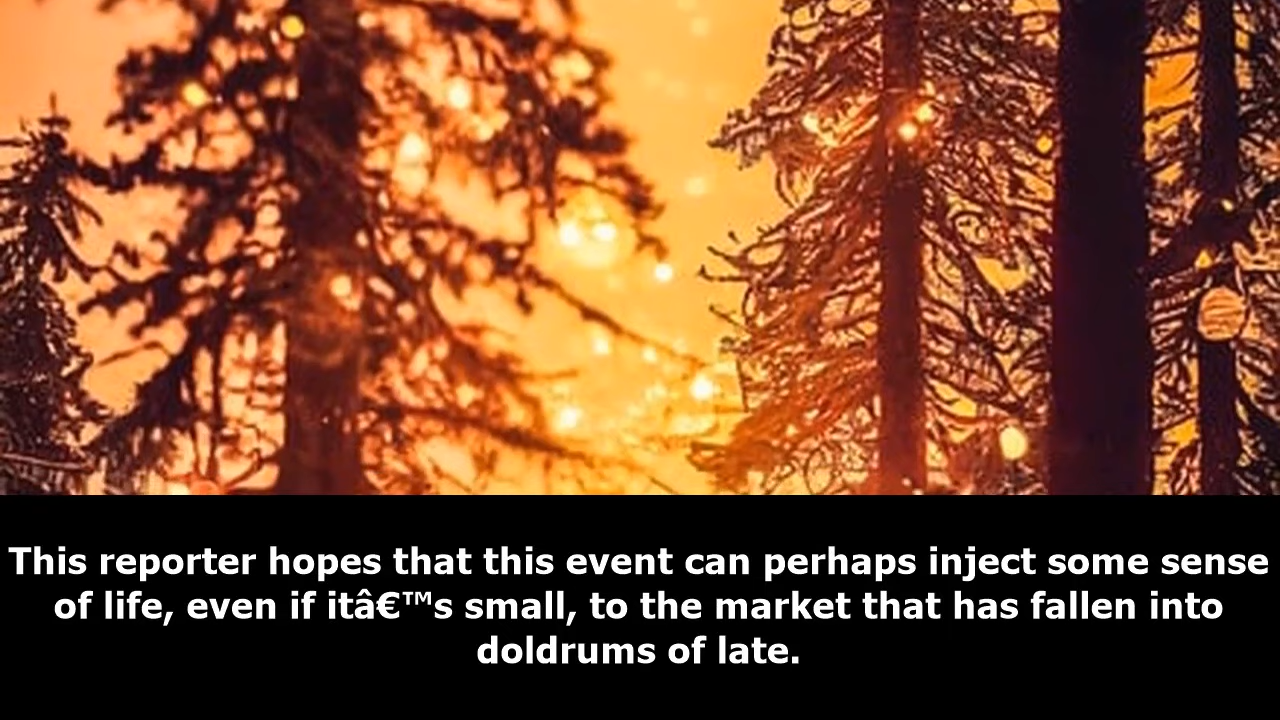 This reporter hopes that this event can perhaps inject some sense
of life, even if itâ€™s small, to the market that has fallen into
doldrums of late.